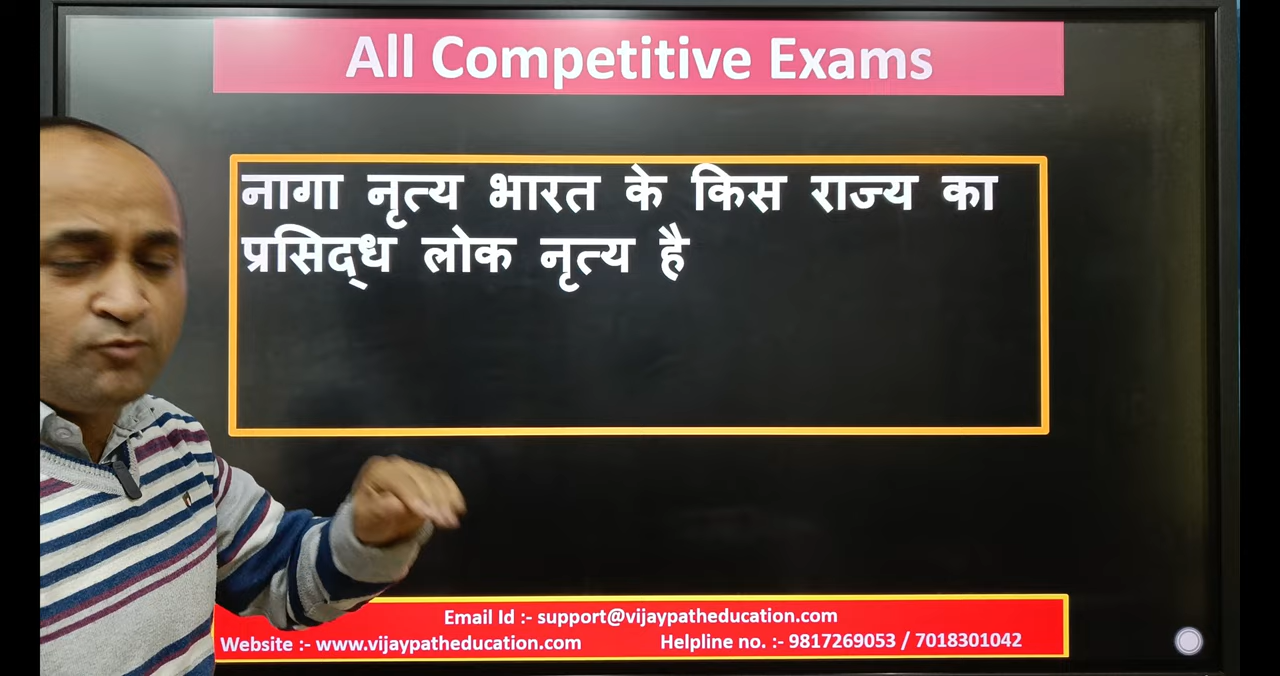 All Competitive Exams
नागा नृत्य भारत के किस राज्य का
प्रसिद्ध लोक नृत्य है
Email Id :- support@vijaypatheducation.com
Website :- www.vijaypatheducation.com Helpline no. :- 9817269053 / 7018301042